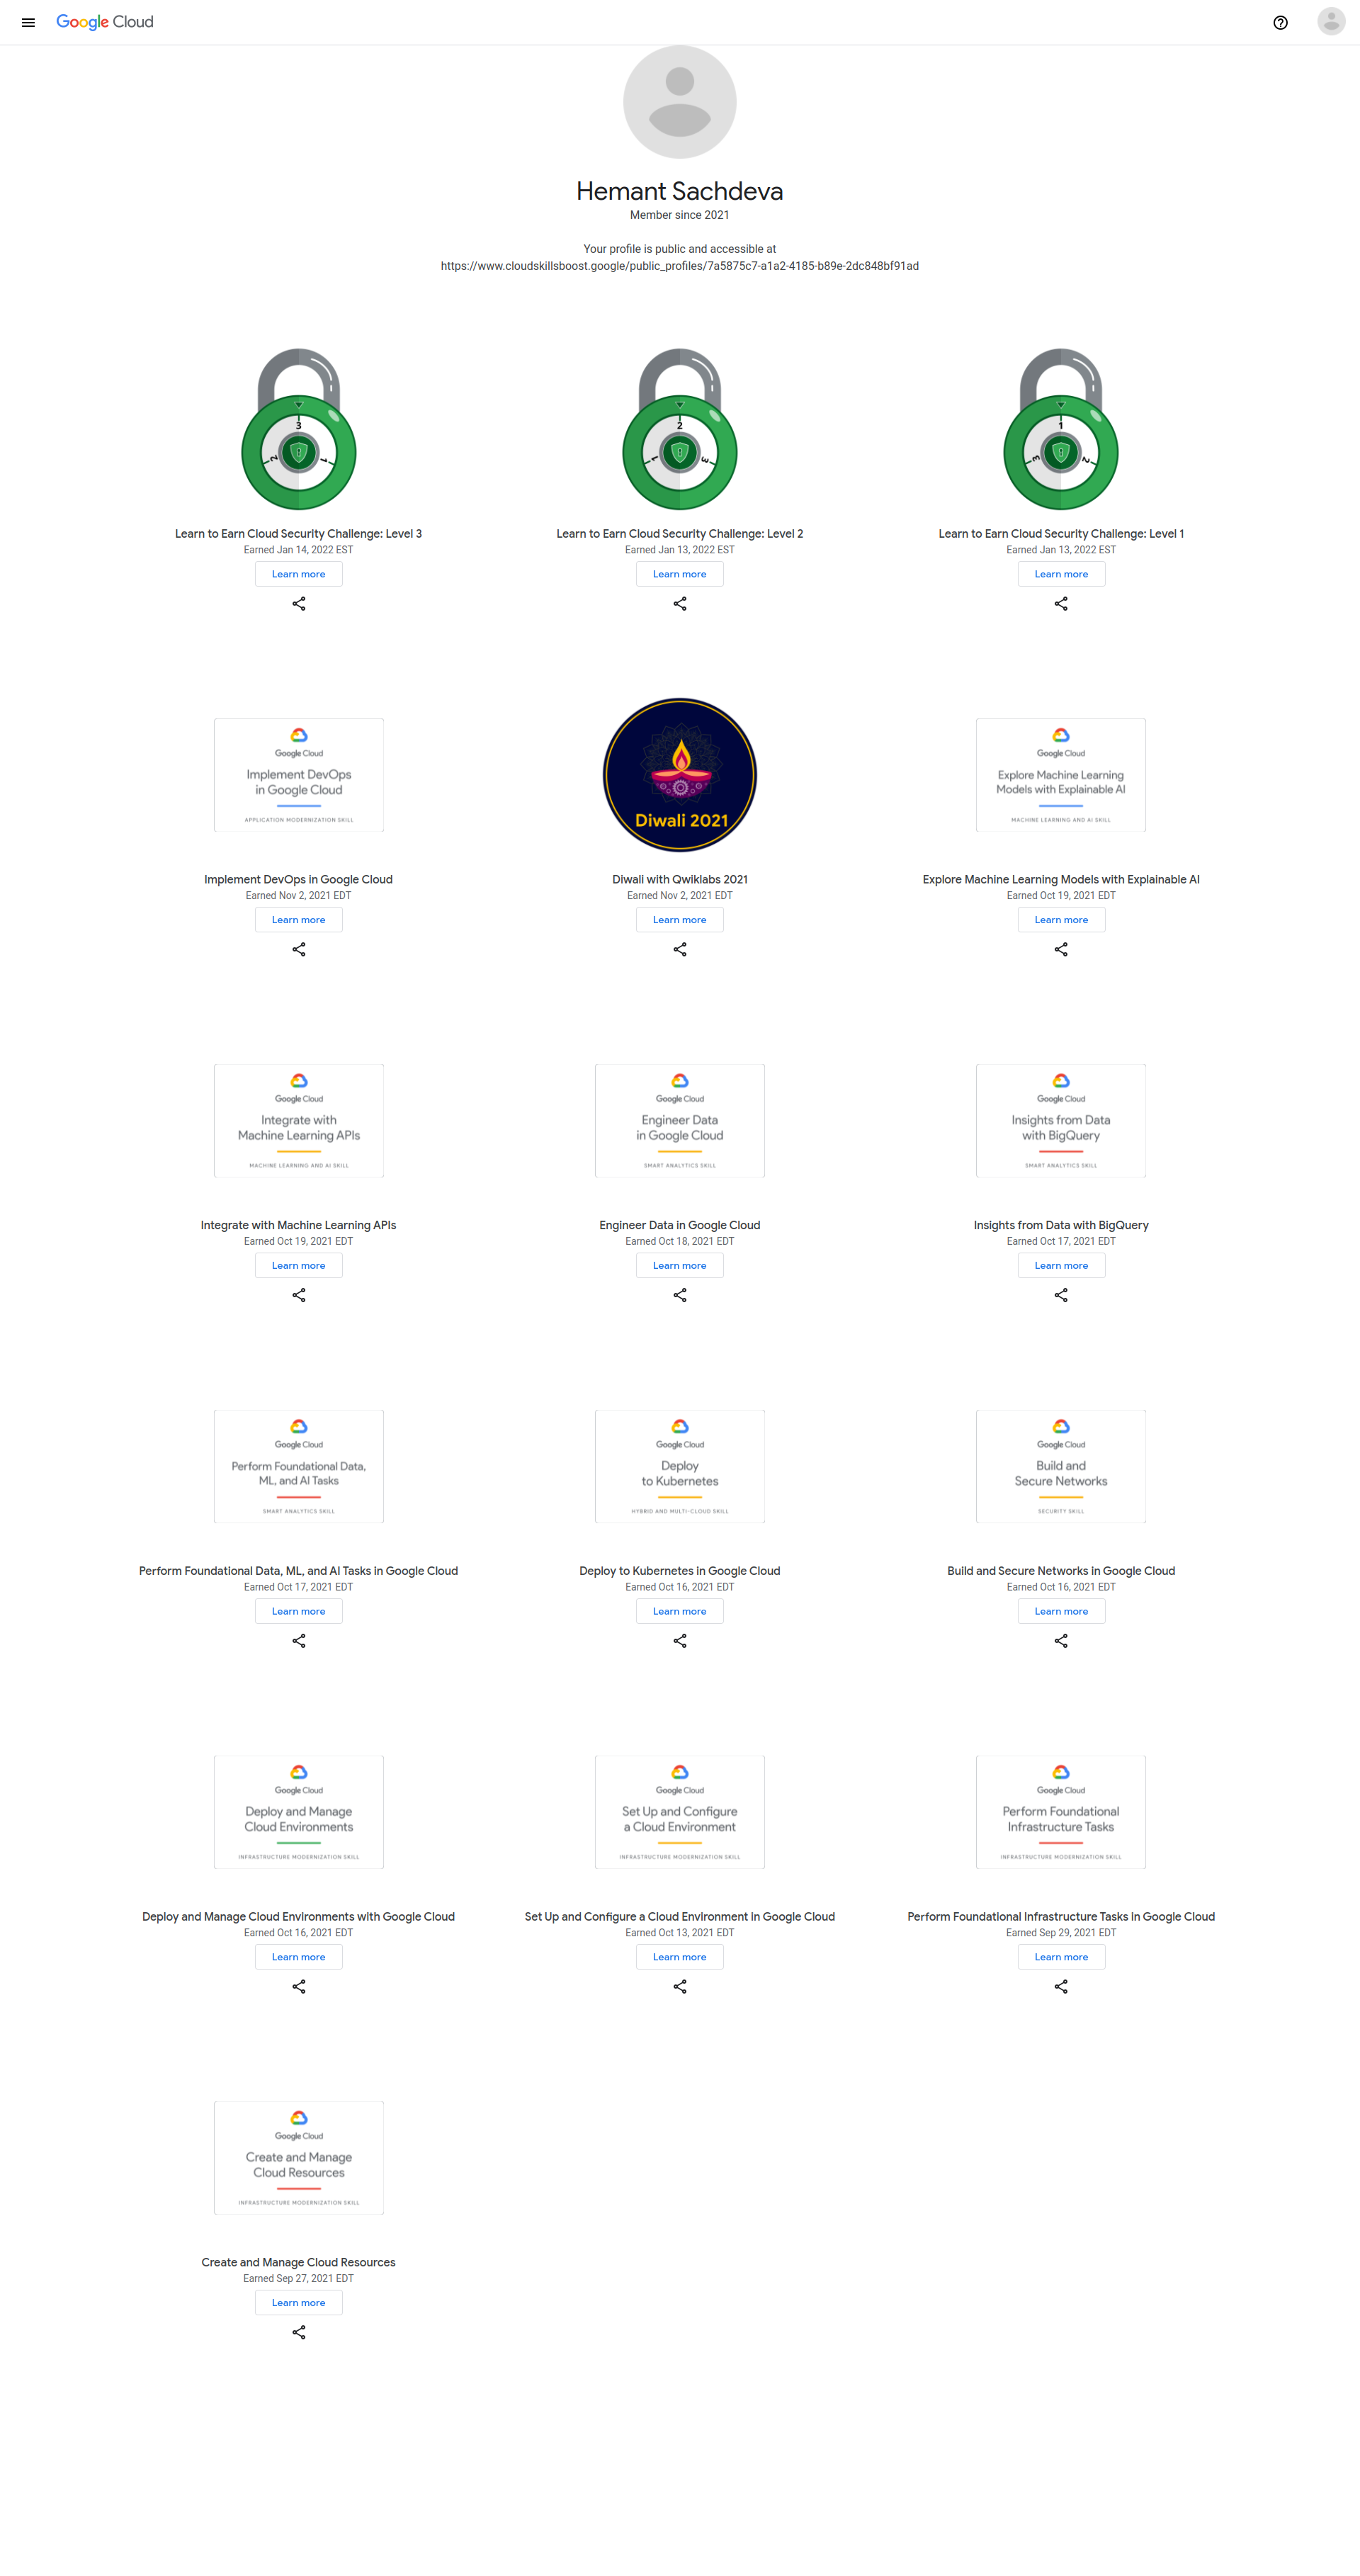 Google Cloud
Hemant Sachdeva
Member since 2021
Your profile is public and accessible at
https://www.cloudskillsboost.google/public_profiles/7a5875c7-a1a2-4185-b89e-2dc848bf91ad
3
2
1
2
1
3
1
3
2
Learn to Earn Cloud Security Challenge: Level 3
Earned Jan 14, 2022 EST
Learn more
Learn to Earn Cloud Security Challenge: Level 2
Earned Jan 13, 2022 EST
Learn more
Learn to Earn Cloud Security Challenge: Level 1
Earned Jan 13, 2022 EST
Learn more
Google Cloud
Implement DevOps
in Google Cloud
APPLICATION MODERNIZATION SKILL
Implement DevOps in Google Cloud
Earned Nov 2, 2021 EDT
Learn more
Diwali 2021
Diwali with Qwiklabs 2021
Earned Nov 2, 2021 EDT
Learn more
Google Cloud
Explore Machine Learning
Models with Explainable AI
MACHINE LEARNING AND AI SKILL
Explore Machine Learning Models with Explainable AI
Earned Oct 19, 2021 EDT
Learn more
Google Cloud
Integrate with
Machine Learning APIs
MACHINE LEARNING AND AI SKILL
Integrate with Machine Learning APIs
Earned Oct 19, 2021 EDT
Learn more
Google Cloud
Engineer Data
in Google Cloud
SMART ANALYTICS SKILL
Engineer Data in Google Cloud
Earned Oct 18, 2021 EDT
Learn more
Google Cloud
Insights from Data
with BigQuery
SMART ANALYTICS SKILL
Insights from Data with BigQuery
Earned Oct 17, 2021 EDT
Learn more
Google Cloud
Perform Foundational Data,
ML, and AI Tasks
SMART ANALYTICS SKILL
Perform Foundational Data, ML, and AI Tasks in Google Cloud
Earned Oct 17, 2021 EDT
Learn more
Google Cloud
Deploy
to Kubernetes
HYBRID AND MULTI-CLOUD SKILL
Deploy to Kubernetes in Google Cloud
Earned Oct 16, 2021 EDT
Learn more
Google Cloud
Build and
Secure Networks
SECURITY SKILL
Build and Secure Networks in Google Cloud
Earned Oct 16, 2021 EDT
Learn more
Google Cloud
Deploy and Manage
Cloud Environments
INFRASTRUCTURE MODERNIZATION SKILL
Deploy and Manage Cloud Environments with Google Cloud
Earned Oct 16, 2021 EDT
Learn more
Google Cloud
Set Up and Configure
a Cloud Environment
INFRASTRUCTURE MODERNIZATION SKILL
Set Up and Configure a Cloud Environment in Google Cloud
Earned Oct 13, 2021 EDT
Learn more
Google Cloud
Perform Foundational
Infrastructure Tasks
INFRASTRUCTURE MODERNIZATION SKILL
Perform Foundational Infrastructure Tasks in Google Cloud
Earned Sep 29, 2021 EDT
Learn more
Google Cloud
Create and Manage
Cloud Resources
INFRASTRUCTURE MODERNIZATION SKILL
Create and Manage Cloud Resources
Earned Sep 27, 2021 EDT
Learn more